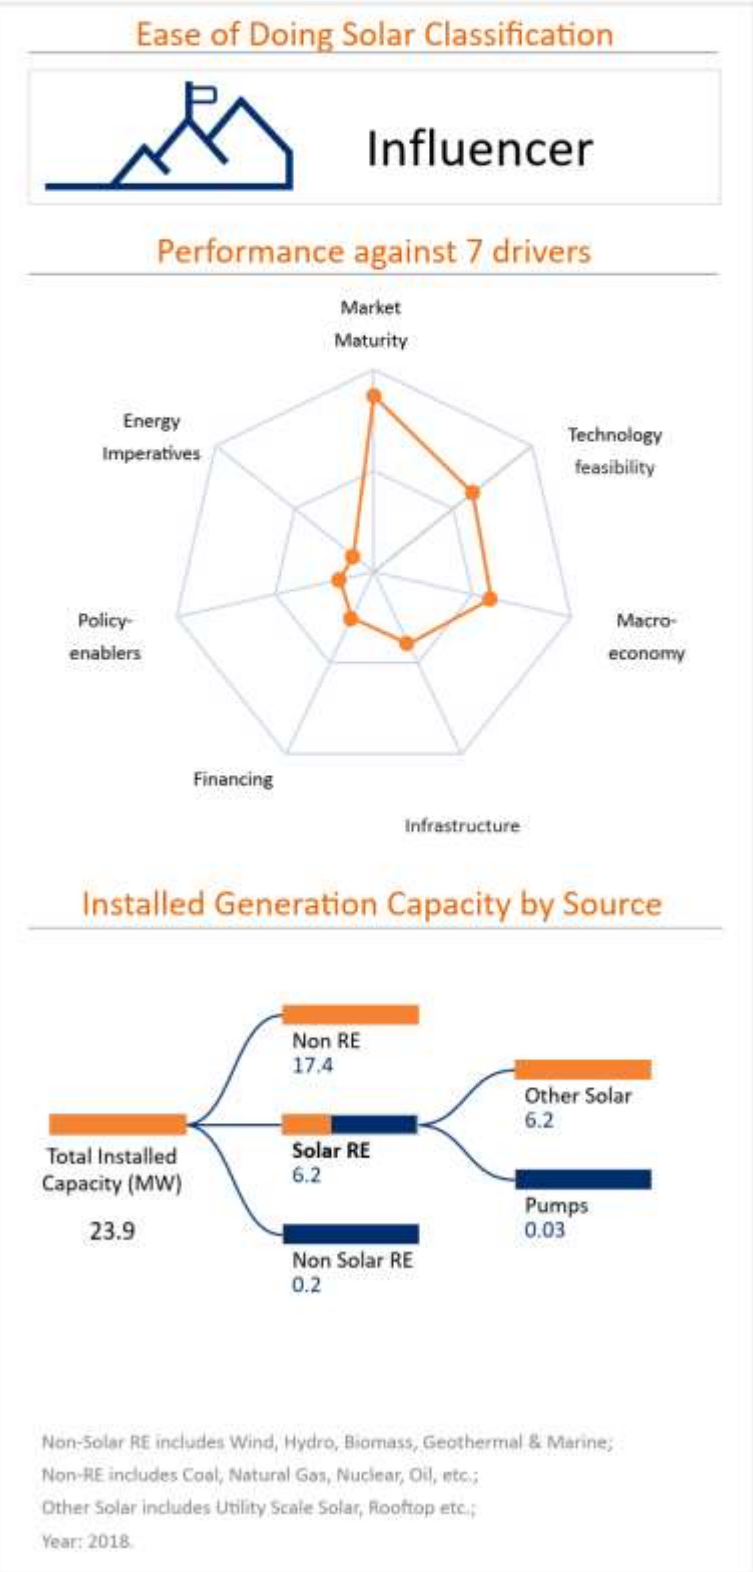 Ease of Doing Solar Classification
Influencer
Performance against 7 drivers
Market
Maturity
Energy
Imperatives
Technology
feasibility
Policy-
enablers
Macro-
economy
Financing
Infrastructure
Installed Generation Capacity by Source
Non RE
17.4
Other Solar
6.2
Total Installed
Capacity (MW)
23.9
Solar RE
6.2
Pumps
0.03
Non Solar RE
0.2
Non-Solar RE includes Wind, Hydro, Biomass, Geothermal & Marine;
Non-RE includes Coal, Natural Gas, Nuclear, Oil, etc.;
Other Solar includes Utility Scale Solar, Rooftop etc.;
Year: 2018.